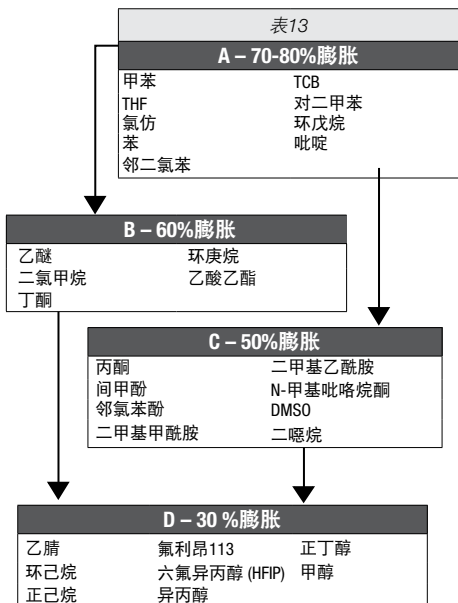 表13
A – 70-80%膨胀
甲苯 TCB
THF 对二甲苯
氯仿 环戊烷
苯 吡啶
邻二氯苯
B – 60%膨胀
乙醚 环庚烷
二氯甲烷 乙酸乙酯
丁酮
C – 50%膨胀
丙酮 二甲基乙酰胺
间甲酚 N-甲基吡咯烷酮
邻氯苯酚 DMSO
二甲基甲酰胺 二噁烷
D – 30 %膨胀
乙腈 氟利昂113 正丁醇
环己烷 六氟异丙醇 (HFIP) 甲醇
正己烷 异丙醇